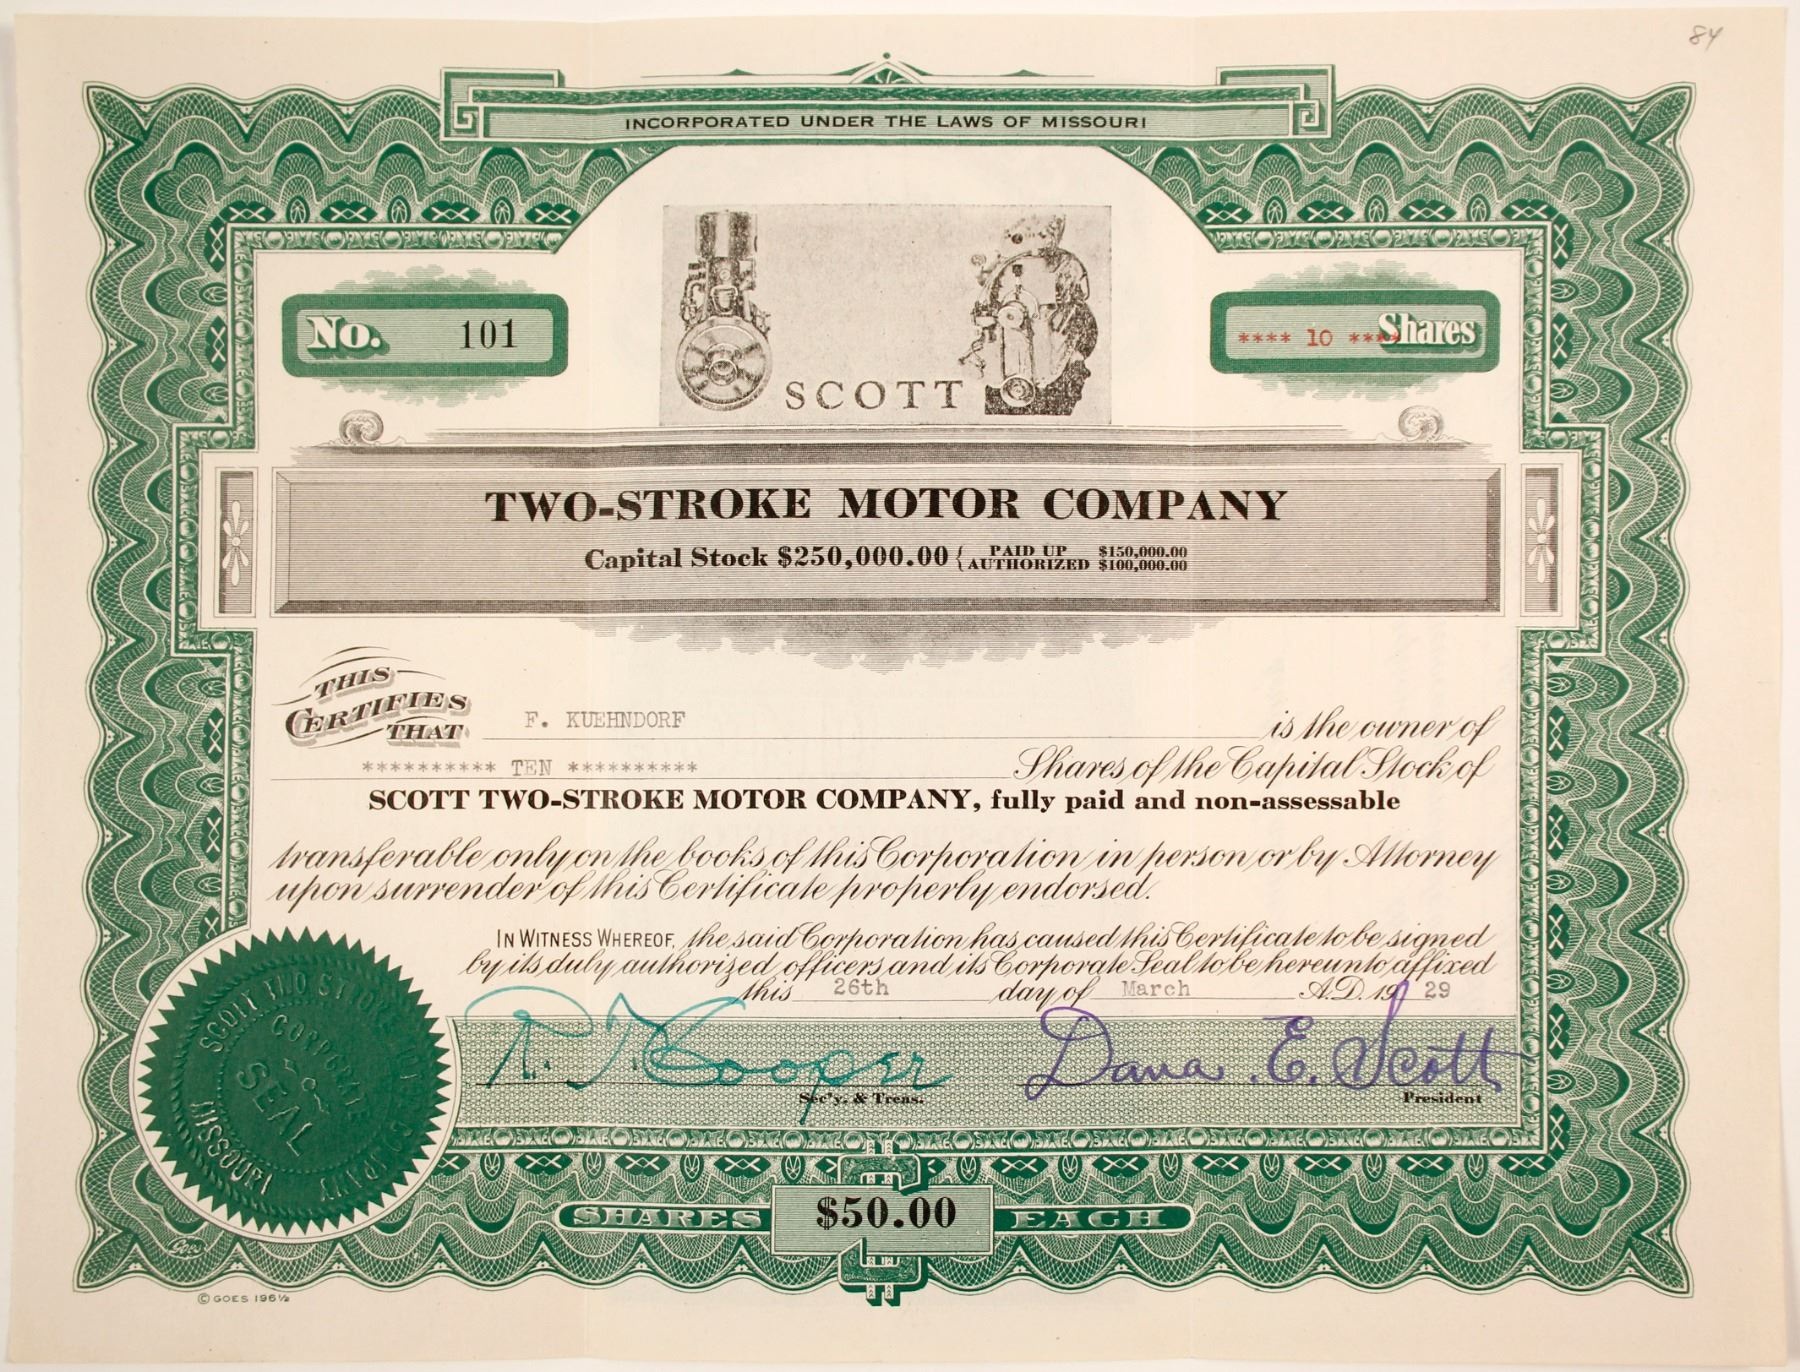 84
INCORPORATED UNDER THE LAWS OF MISSOURI
No. 101
**** 10 **** Shares
SCOTT
TWO-STROKE MOTOR COMPANY
Capital Stock $250,000.00 { PAID UP $150,000.00
AUTHORIZED $100,000.00
THIS CERTIFIES THAT F. KUEHNDORF is the owner of
********** TEN ********** Shares of the Capital Stock of
SCOTT TWO-STROKE MOTOR COMPANY, fully paid and non-assessable
transferable only on the books of this Corporation in person or by Attorney
upon surrender of this Certificate properly endorsed.
IN WITNESS WHEREOF, the said Corporation has caused this Certificate to be signed
by its duly authorized officers and its Corporate Seal to be hereunto affixed
this 26th day of March A.D. 19 29
Cooper Dana E. Scott
Sec'y. & Treas. President
SCOTT TWO STROKE MOTOR COMPANY
CORPORATE
SEAL
MISSOURI
SHARES $50.00 EACH
Goes
© GOES 196½